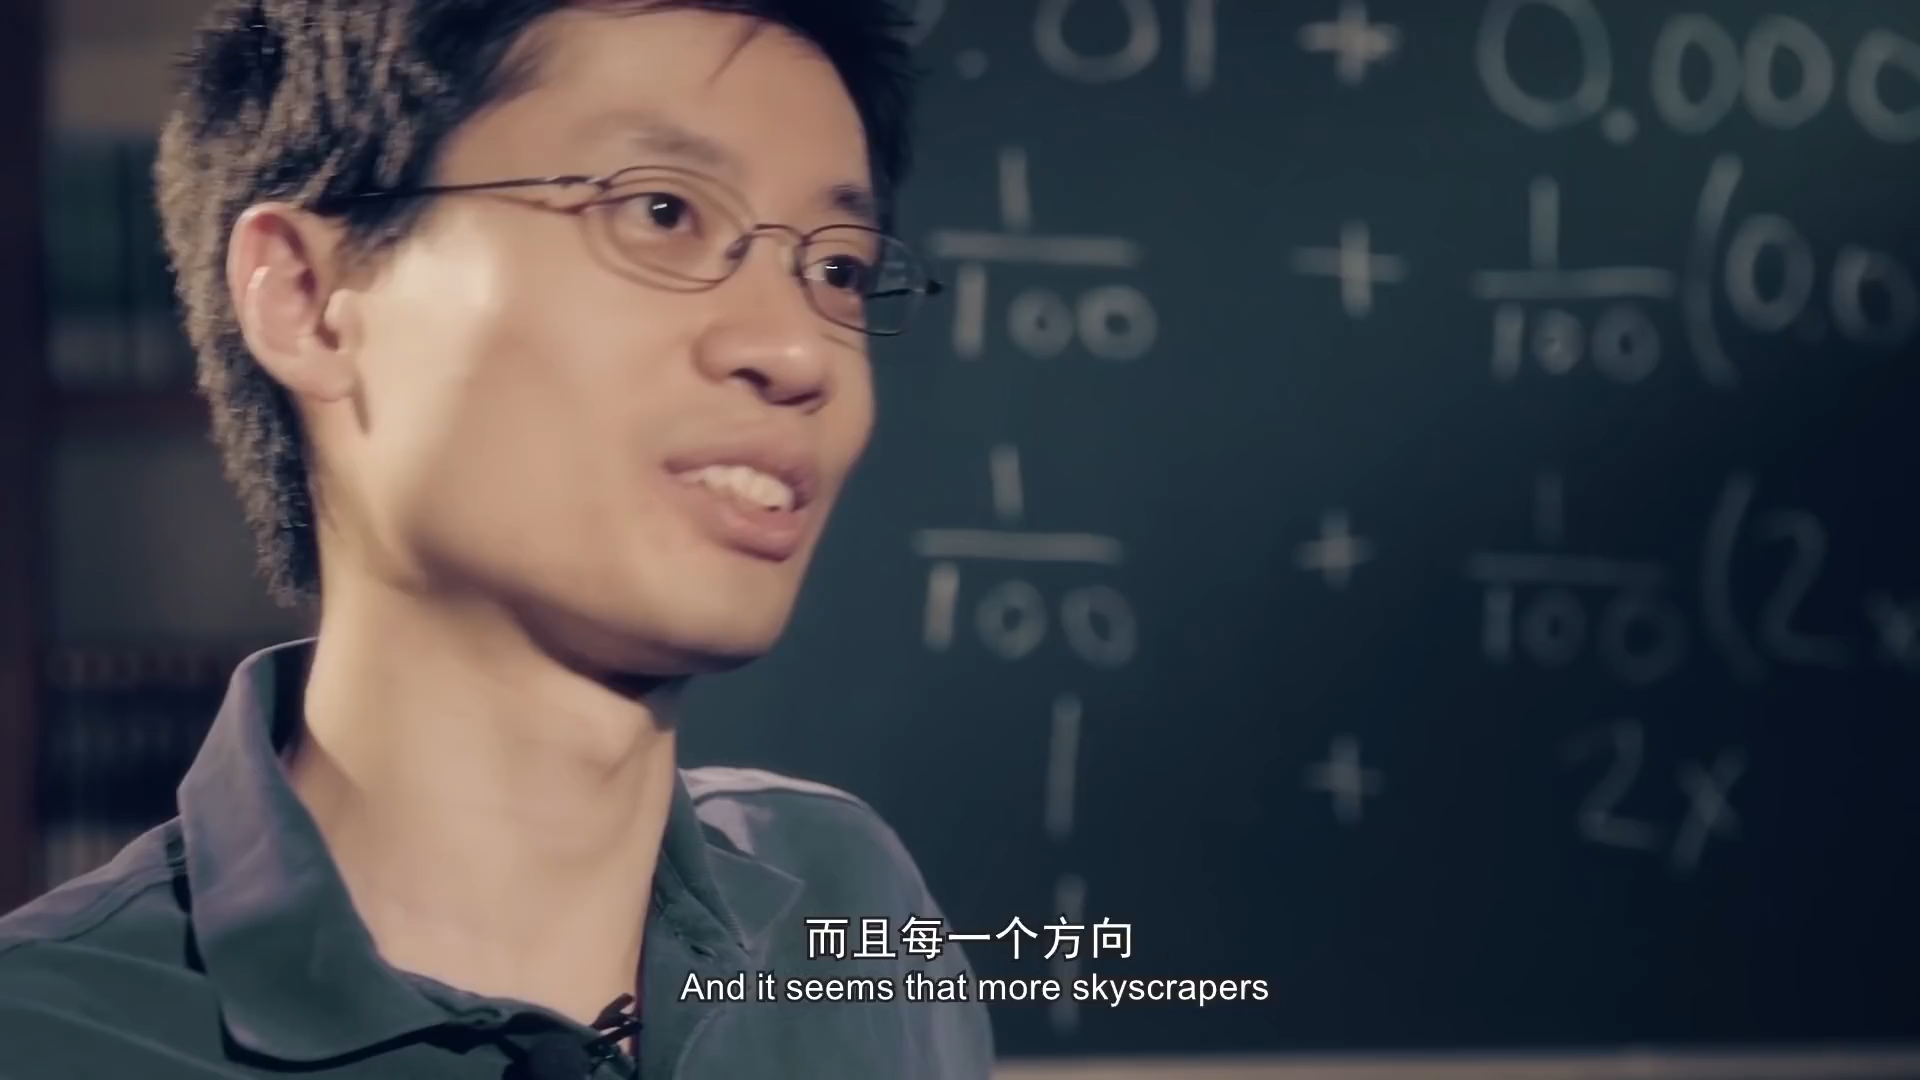 .01 + 0.000
1/100 + 1/100 (0.0
1/100 + 1/100 (2x
1 + 2x
1
而且每一个方向
And it seems that more skyscrapers